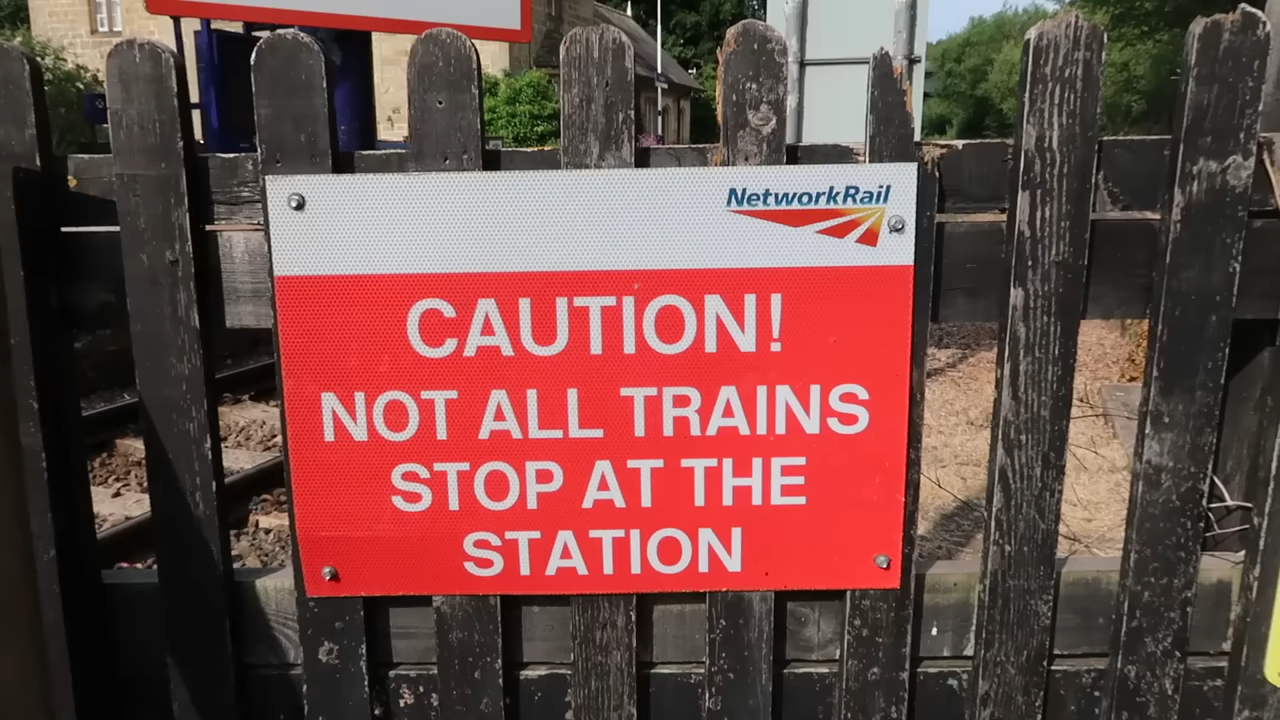 NetworkRail
CAUTION!
NOT ALL TRAINS
STOP AT THE
STATION